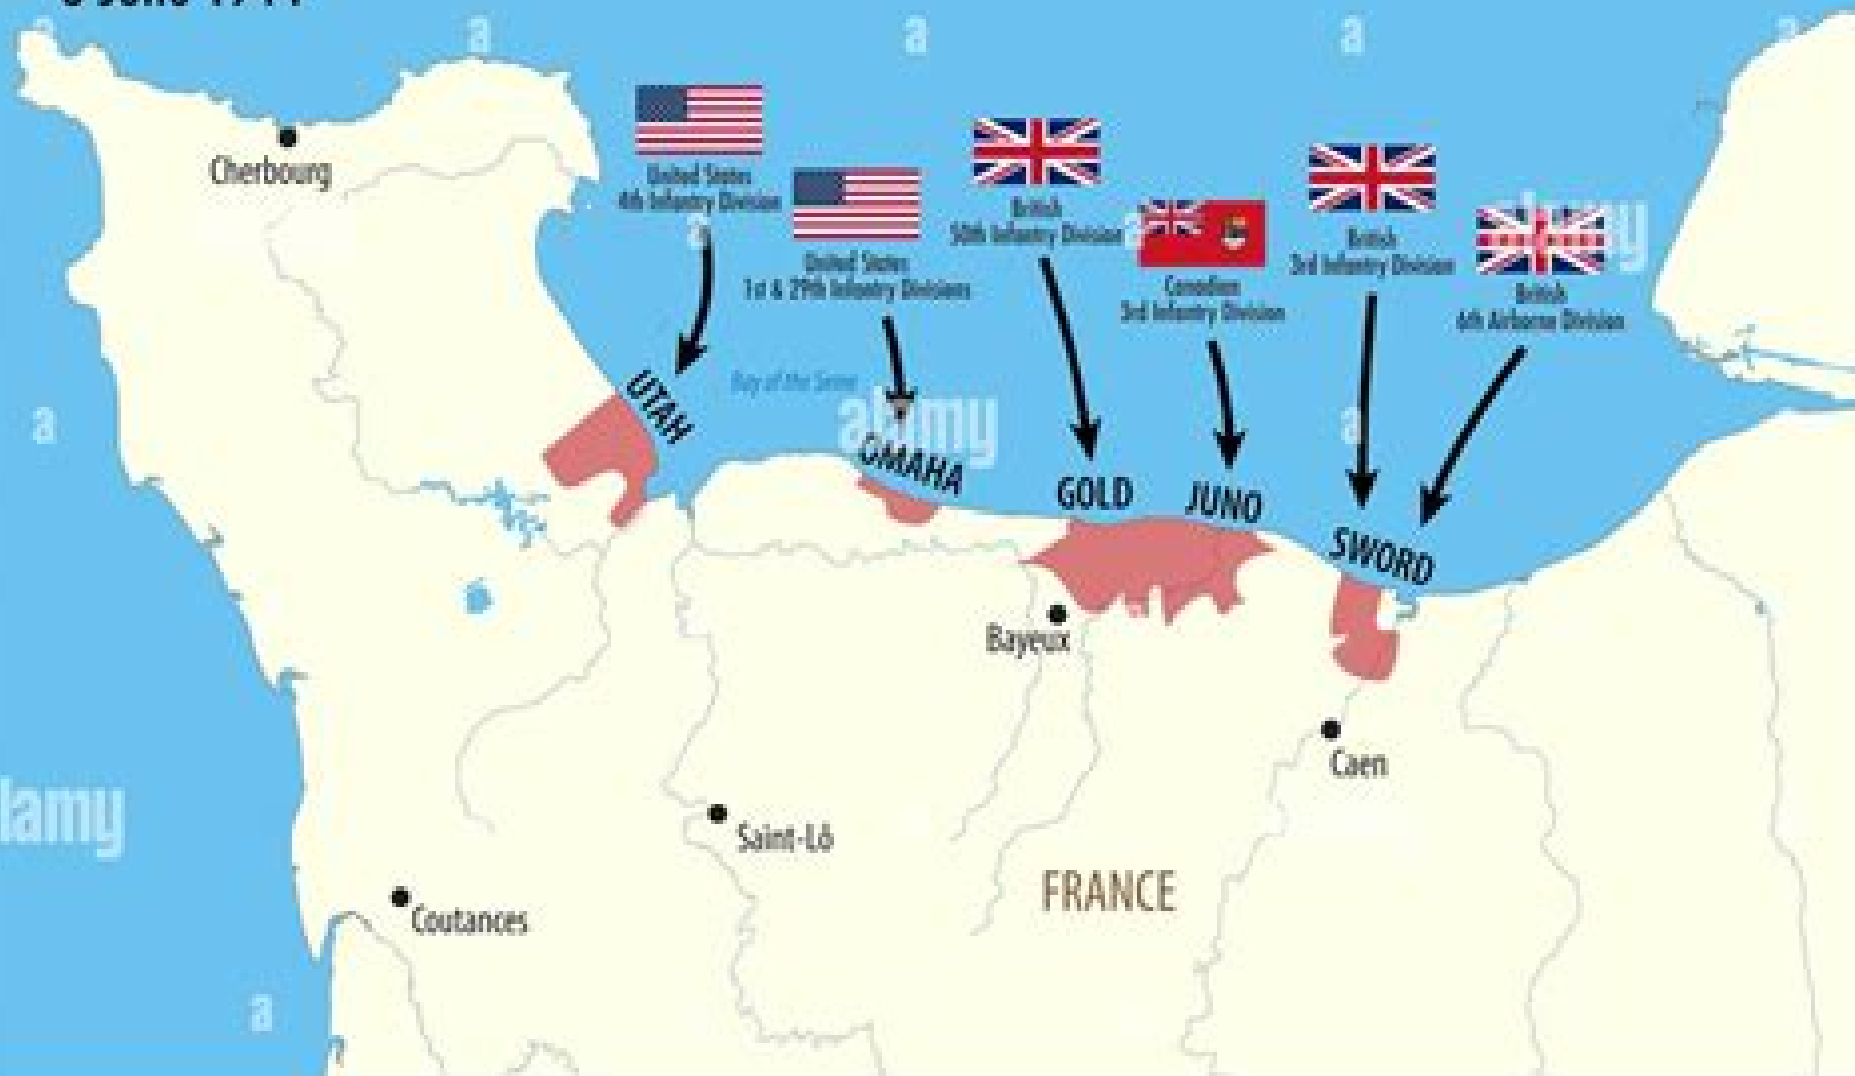 Cherbourg
United States
4th Infantry Division
United States
1st & 29th Infantry Divisions
British
50th Infantry Division
Canadian
3rd Infantry Division
British
3rd Infantry Division
British
6th Airborne Division
Bay of the Seine
UTAH
OMAHA
GOLD
JUNO
SWORD
Bayeux
Caen
Saint-Lô
Coutances
FRANCE
alamy
alamy
lamy
a
a
a
a
a
a
a
a
a
a